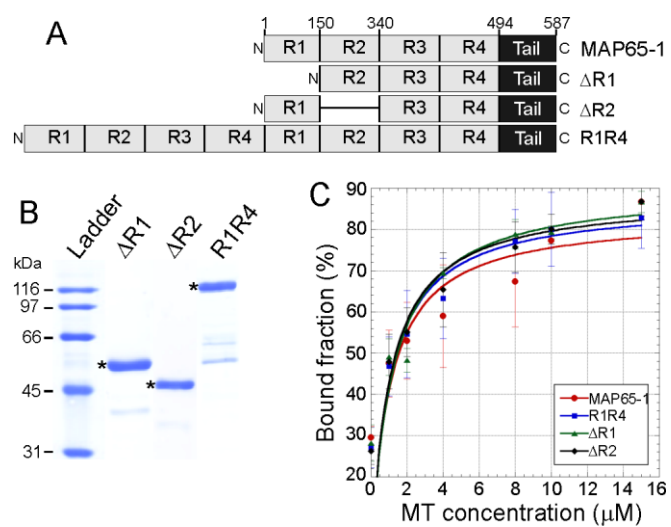 A
1 150 340 494 587
N R1 R2 R3 R4 Tail C MAP65-1
N R2 R3 R4 Tail C ΔR1
N R1 R3 R4 Tail C ΔR2
N R1 R2 R3 R4 R1 R2 R3 R4 Tail C R1R4
B
Ladder ΔR1 ΔR2 R1R4
kDa
116
97
66
45
31
*
*
*
C
Bound fraction (%)
90
80
70
60
50
40
30
20
0 2 4 6 8 10 12 14 16
MT concentration (μM)
MAP65-1
R1R4
ΔR1
ΔR2